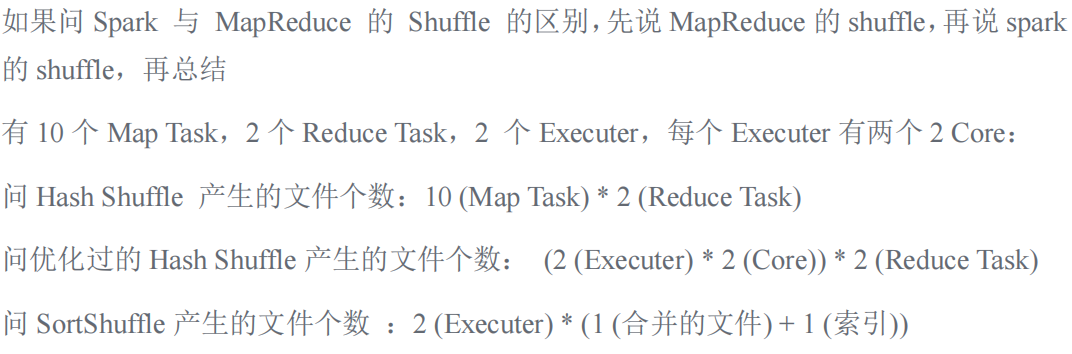 如果问 Spark 与 MapReduce 的 Shuffle 的区别,先说 MapReduce 的 shuffle,再说 spark
的 shuffle，再总结
有 10 个 Map Task，2 个 Reduce Task，2 个 Executer，每个 Executer 有两个 2 Core：
问 Hash Shuffle 产生的文件个数：10 (Map Task) * 2 (Reduce Task)
问优化过的 Hash Shuffle 产生的文件个数： (2 (Executer) * 2 (Core)) * 2 (Reduce Task)
问 SortShuffle 产生的文件个数 ：2 (Executer) * (1 (合并的文件) + 1 (索引))